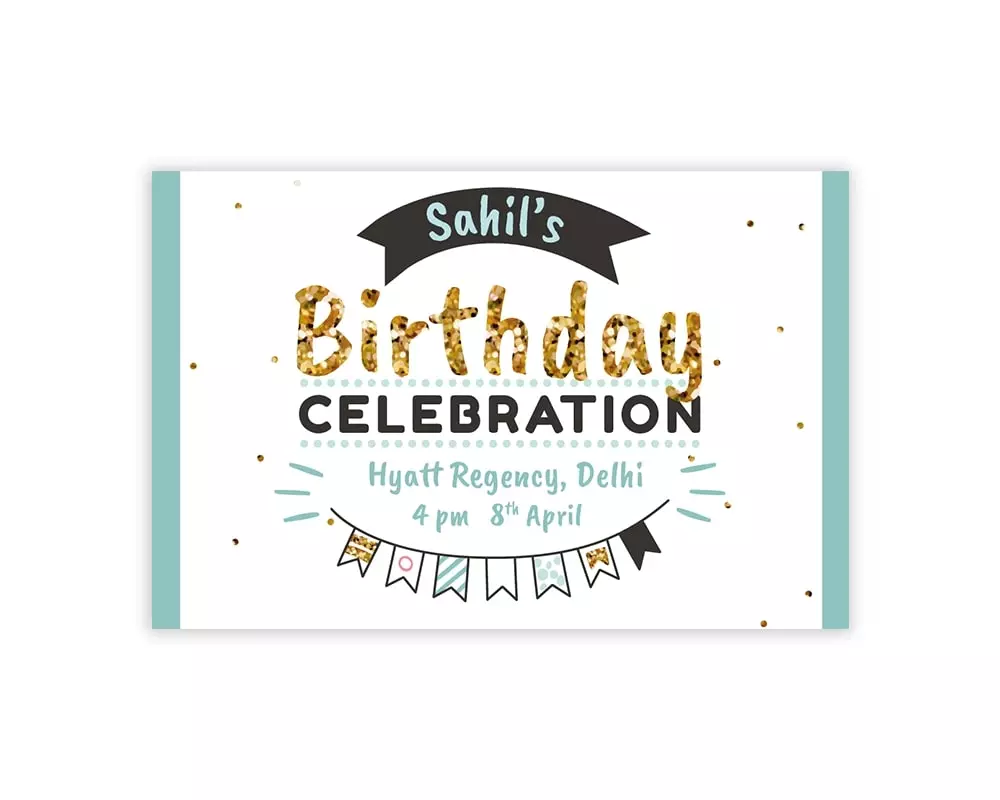 Sahil's
Birthday
CELEBRATION
Hyatt Regency, Delhi
4 pm 8th April